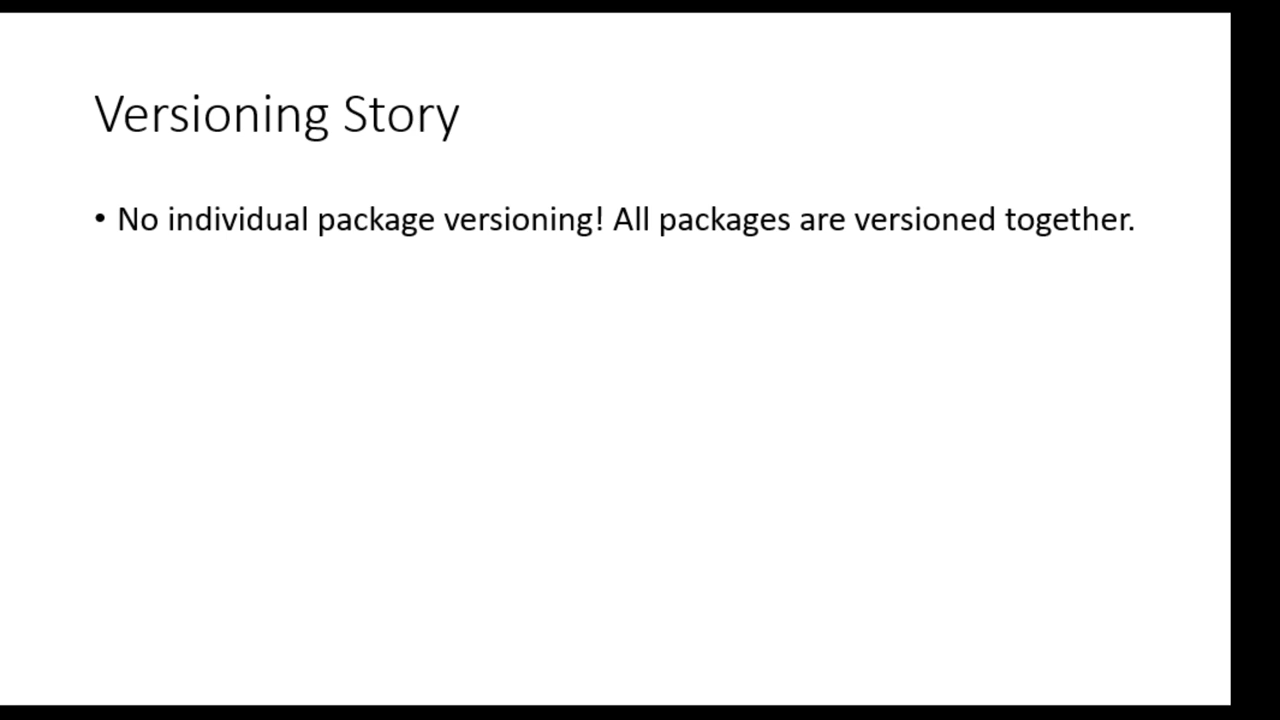 Versioning Story
• No individual package versioning! All packages are versioned together.